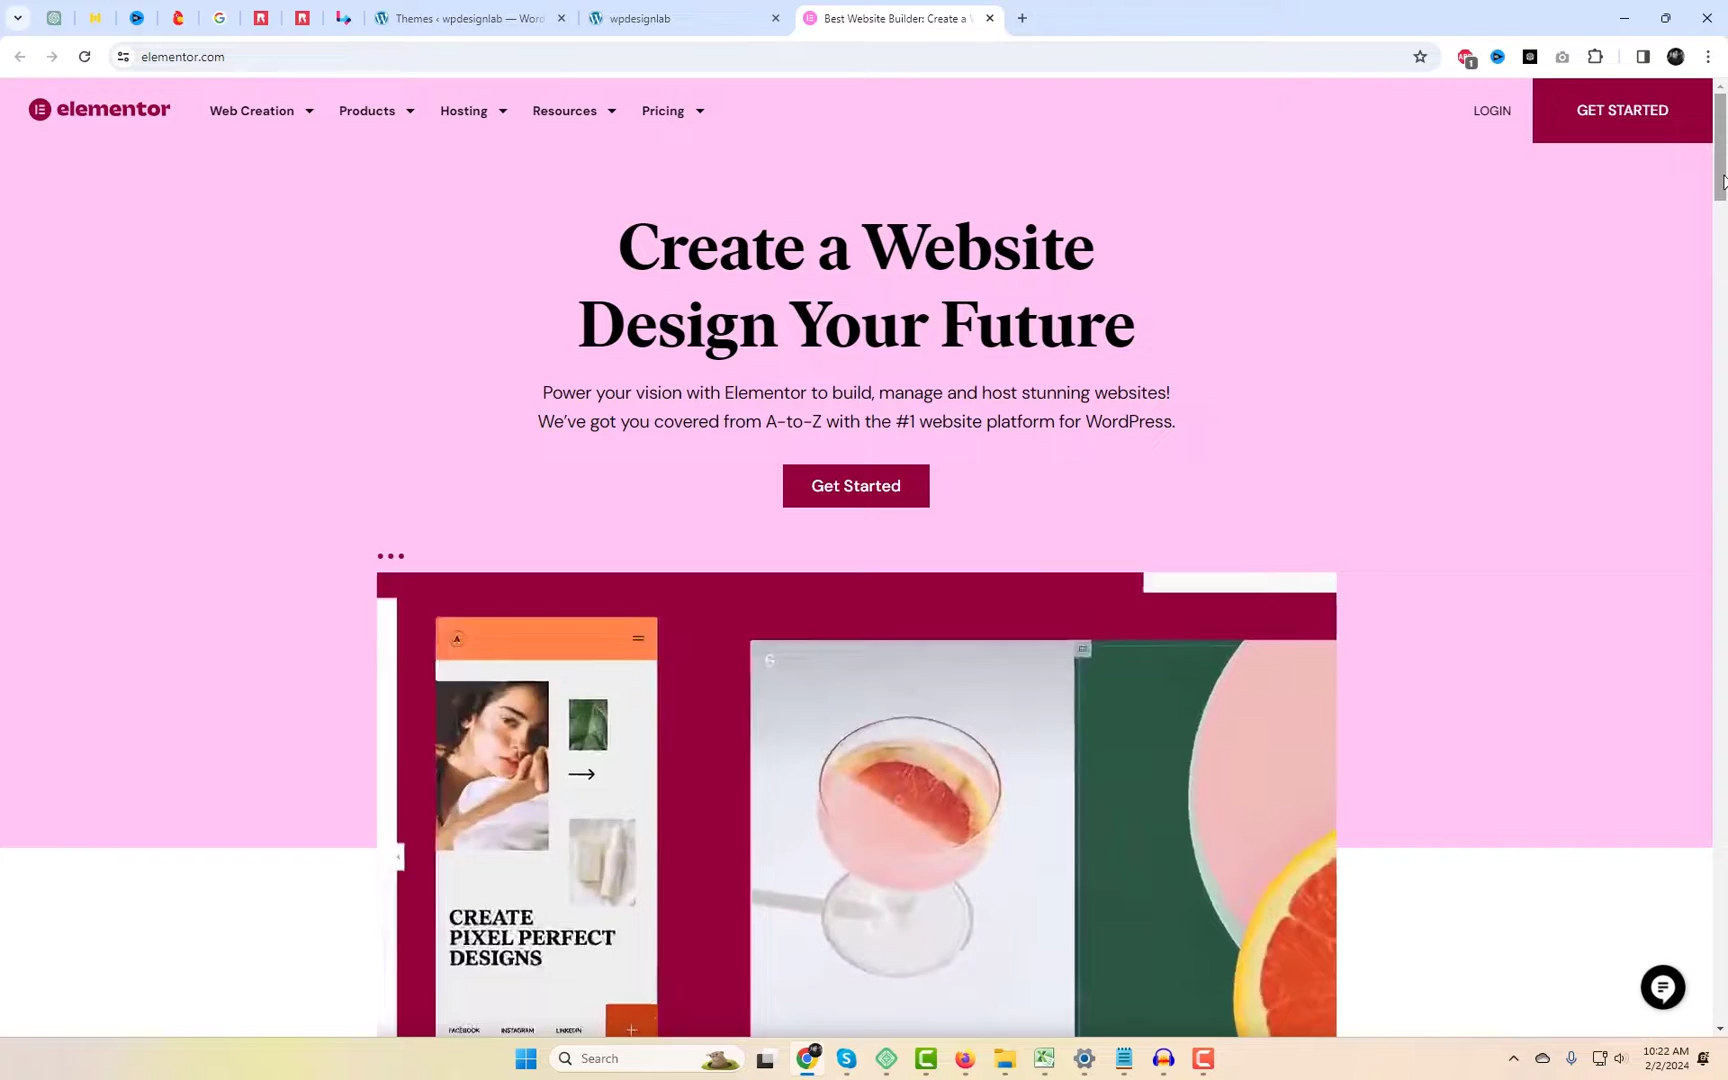 Themes ‹ wpdesignlab — Wor
wpdesignlab
Best Website Builder: Create a
elementor.com
1
elementor
Web Creation
Products
Hosting
Resources
Pricing
LOGIN
GET STARTED
Create a Website
Design Your Future
Power your vision with Elementor to build, manage and host stunning websites!
We’ve got you covered from A-to-Z with the #1 website platform for WordPress.
Get Started
CREATE
PIXEL PERFECT
DESIGNS
FACEBOOK INSTAGRAM LINKEDIN
Search
10:22 AM
2/2/2024